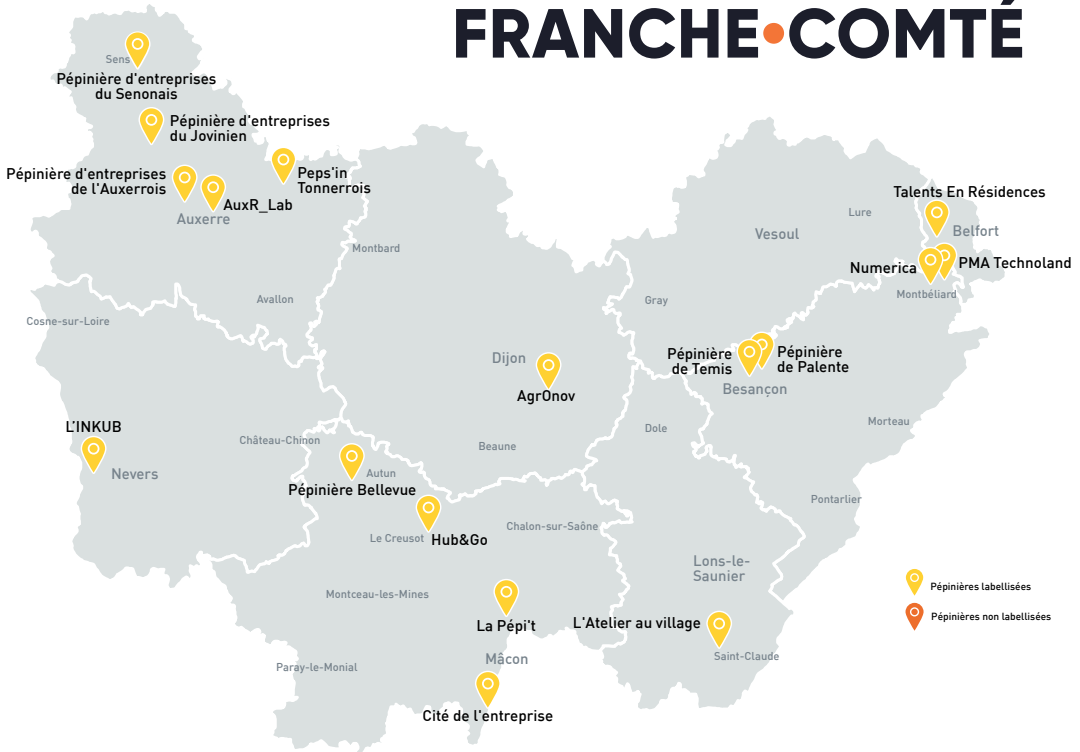 FRANCHE•COMTÉ
Sens
Pépinière d'entreprises
du Senonais
Pépinière d'entreprises
du Jovinien
Pépinière d'entreprises
de l'Auxerrois
AuxR_Lab
Auxerre
Peps'in
Tonnerrois
Montbard
Avallon
Cosne-sur-Loire
Talents En Résidences
Lure
Belfort
Vesoul
Numerica
PMA Technoland
Montbéliard
Gray
Dijon
AgrOnov
Pépinière
de Temis
Pépinière
de Palente
Besançon
L'INKUB
Nevers
Château-Chinon
Beaune
Dole
Morteau
Autun
Pépinière Bellevue
Pontarlier
Le Creusot
Hub&Go
Chalon-sur-Saône
Lons-le-
Saunier
Montceau-les-Mines
La Pépi't
L'Atelier au village
Saint-Claude
Paray-le-Monial
Mâcon
Cité de l'entreprise
Pépinières labellisées
Pépinières non labellisées